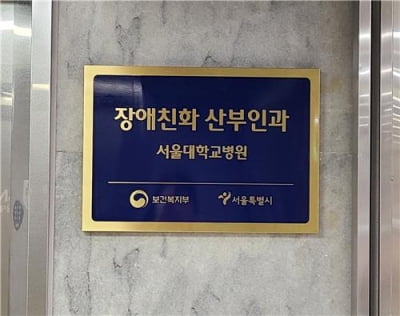 장애친화 산부인과
서울대학교병원
보건복지부 서울특별시